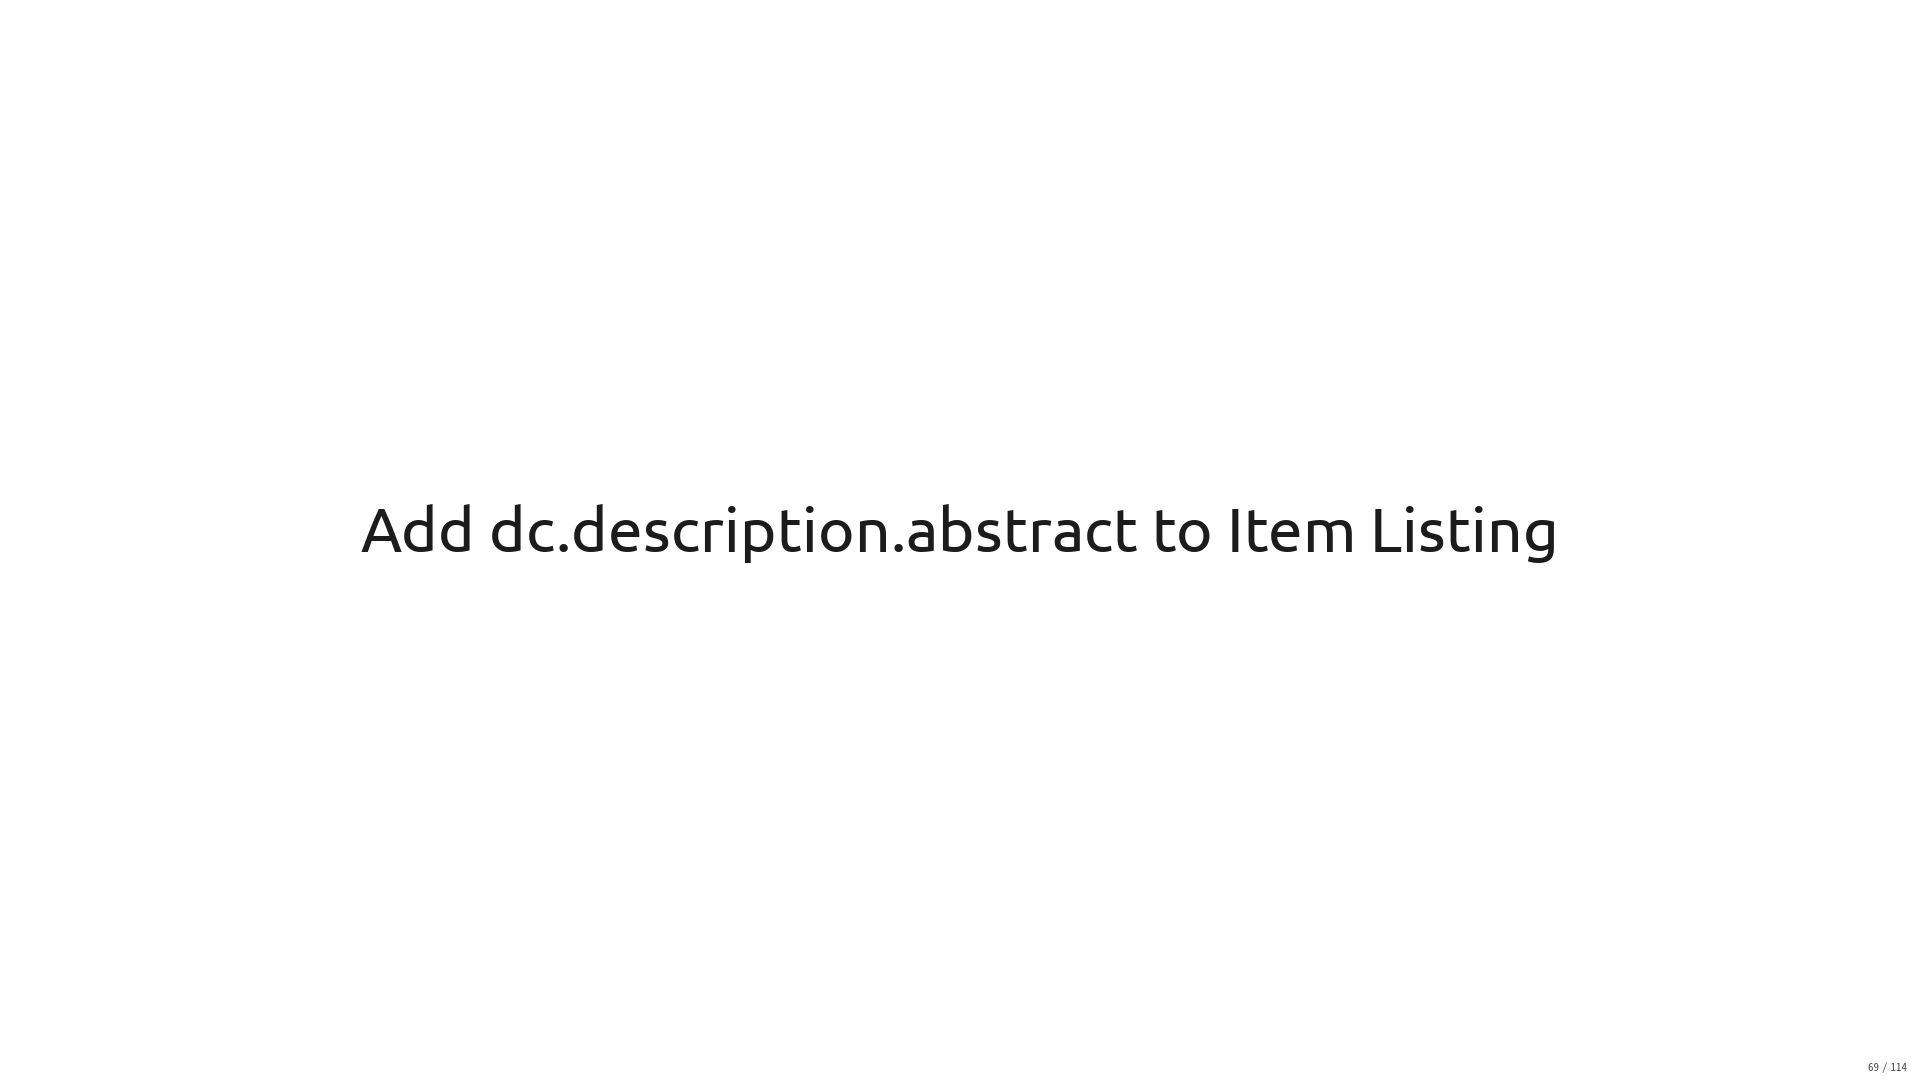 Add dc.description.abstract to Item Listing
69 / 114